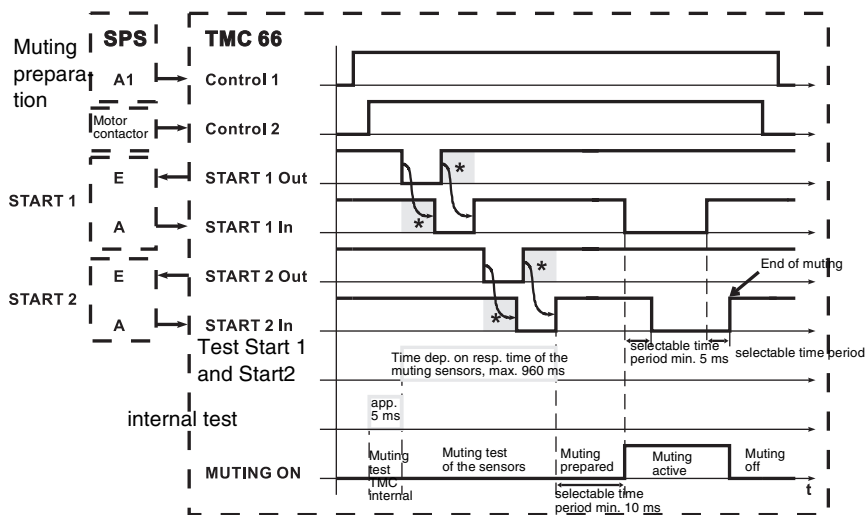 SPS
TMC 66
Muting
prepara-
tion
A1
Control 1
Motor
contactor
Control 2
START 1
E
START 1 Out
*
A
START 1 In
*
START 2
E
START 2 Out
*
End of muting
A
START 2 In
*
Test Start 1
and Start2
Time dep. on resp. time of the
muting sensors, max. 960 ms
selectable time
period min. 5 ms
selectable time period
internal test
app.
5 ms
MUTING ON
Muting
test
TMC
internal
Muting test
of the sensors
Muting
prepared
Muting
active
Muting
off
selectable time
period min. 10 ms
t